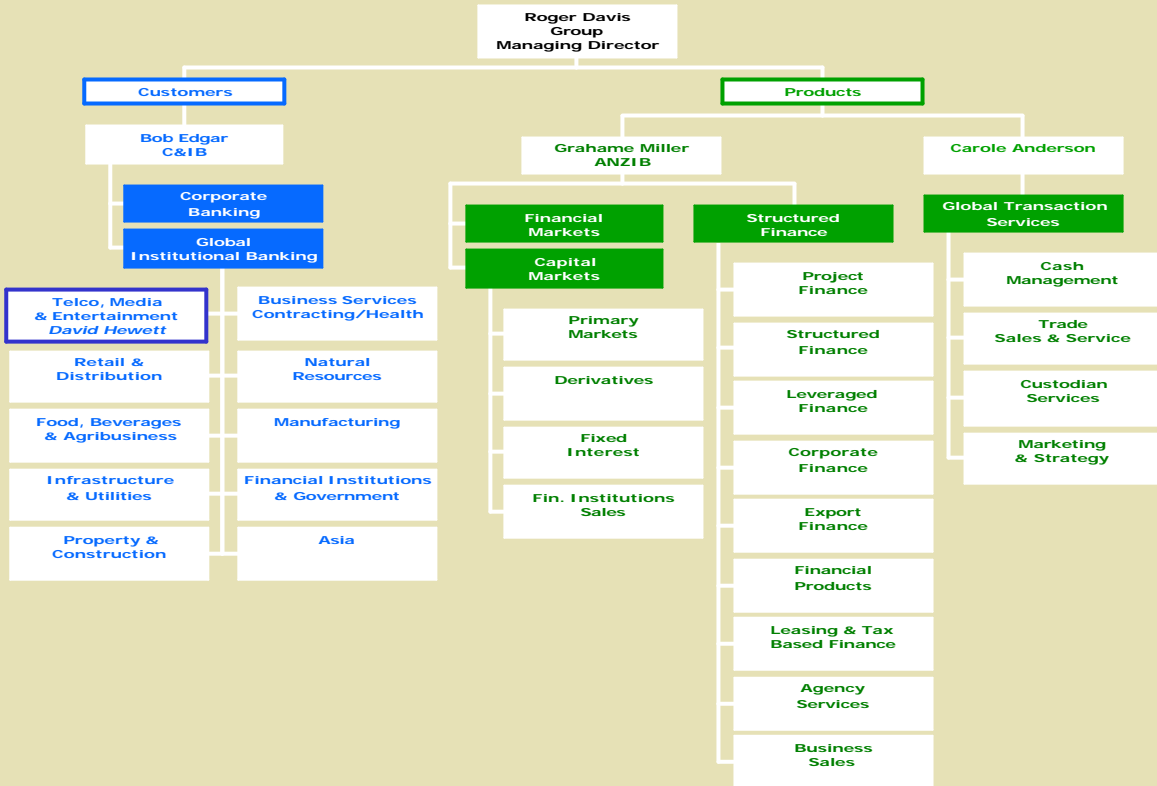 Roger Davis
Group
Managing Director
Customers
Products
Bob Edgar
C&IB
Grahame Miller
ANZIB
Carole Anderson
Corporate
Banking
Global
Institutional Banking
Financial
Markets
Capital
Markets
Structured
Finance
Global Transaction
Services
Telco, Media
& Entertainment
David Hewett
Retail &
Distribution
Food, Beverages
& Agribusiness
Infrastructure
& Utilities
Property &
Construction
Business Services
Contracting/Health
Natural
Resources
Manufacturing
Financial Institutions
& Government
Asia
Primary
Markets
Derivatives
Fixed
Interest
Fin. Institutions
Sales
Project
Finance
Structured
Finance
Leveraged
Finance
Corporate
Finance
Export
Finance
Financial
Products
Leasing & Tax
Based Finance
Agency
Services
Business
Sales
Cash
Management
Trade
Sales & Service
Custodian
Services
Marketing
& Strategy